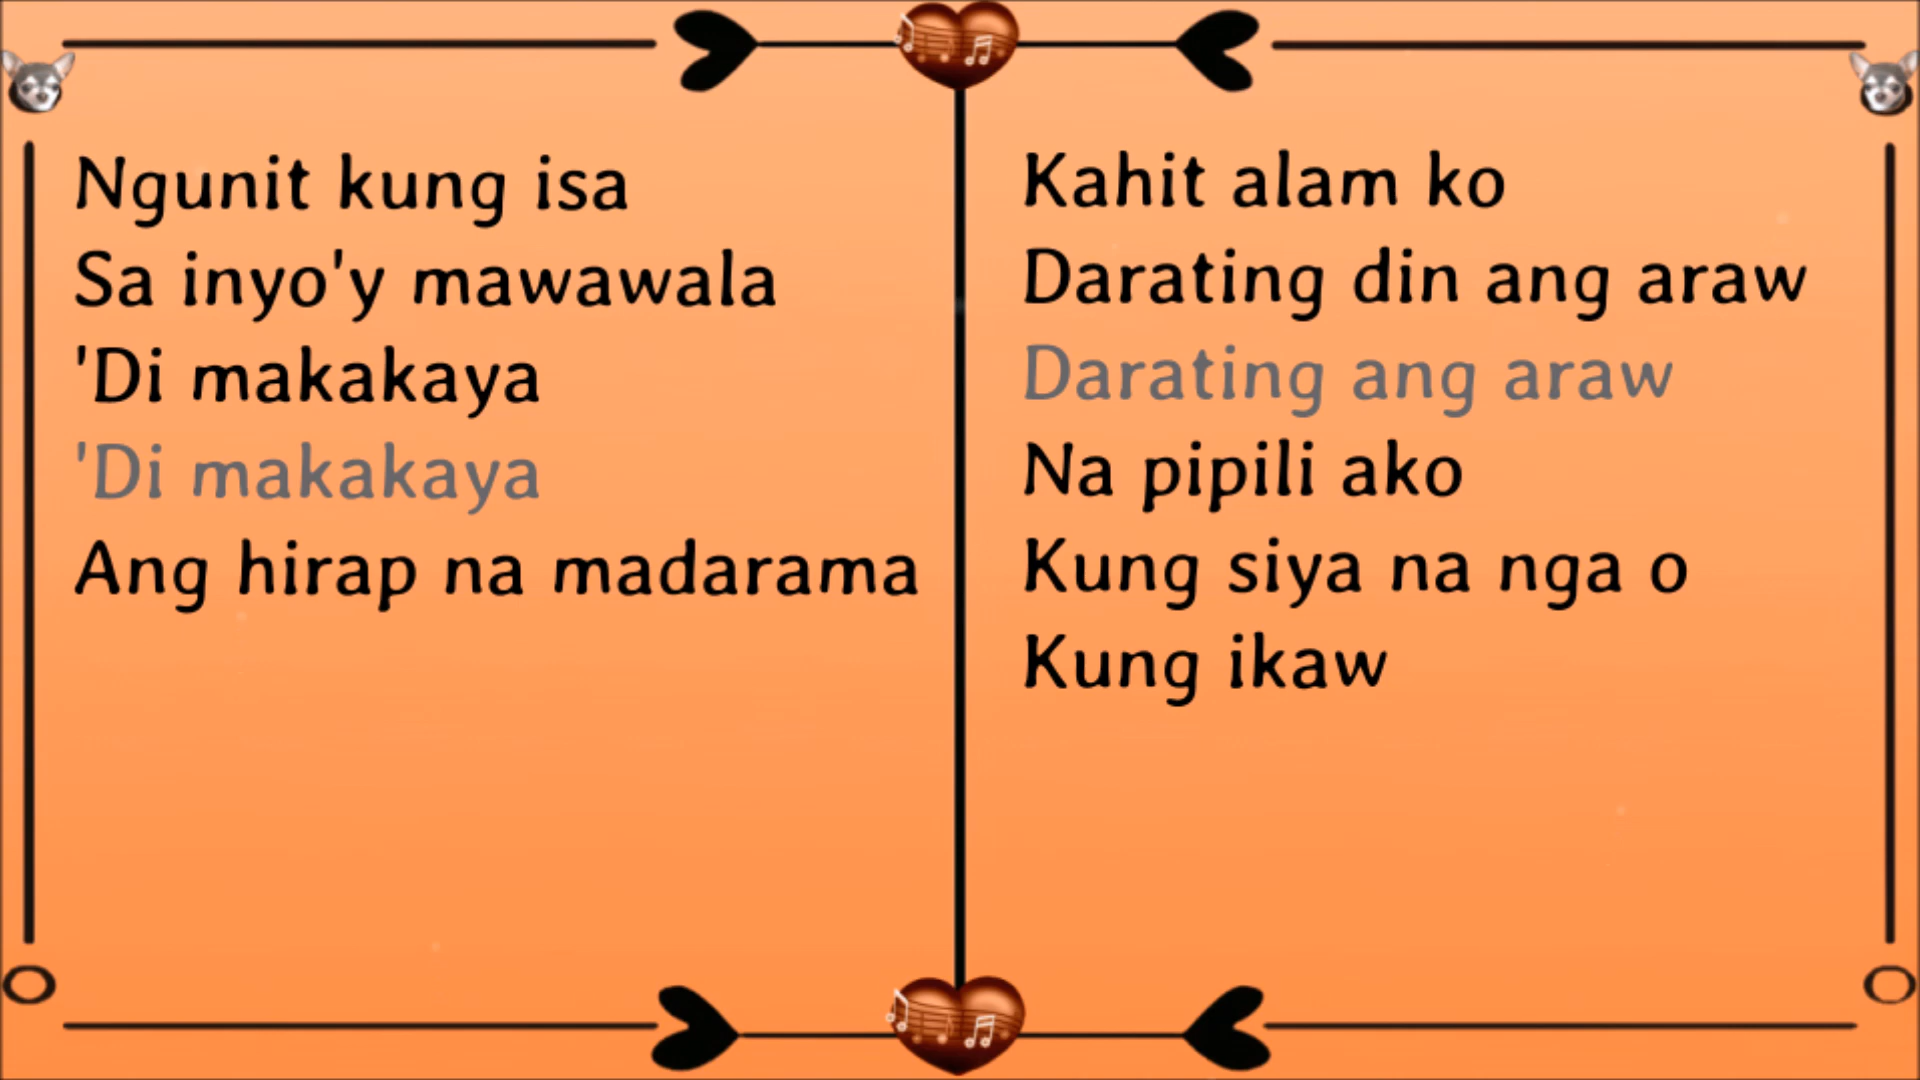 Ngunit kung isa
Sa inyo'y mawawala
'Di makakaya
'Di makakaya
Ang hirap na madarama
Kahit alam ko
Darating din ang araw
Darating ang araw
Na pipili ako
Kung siya na nga o
Kung ikaw